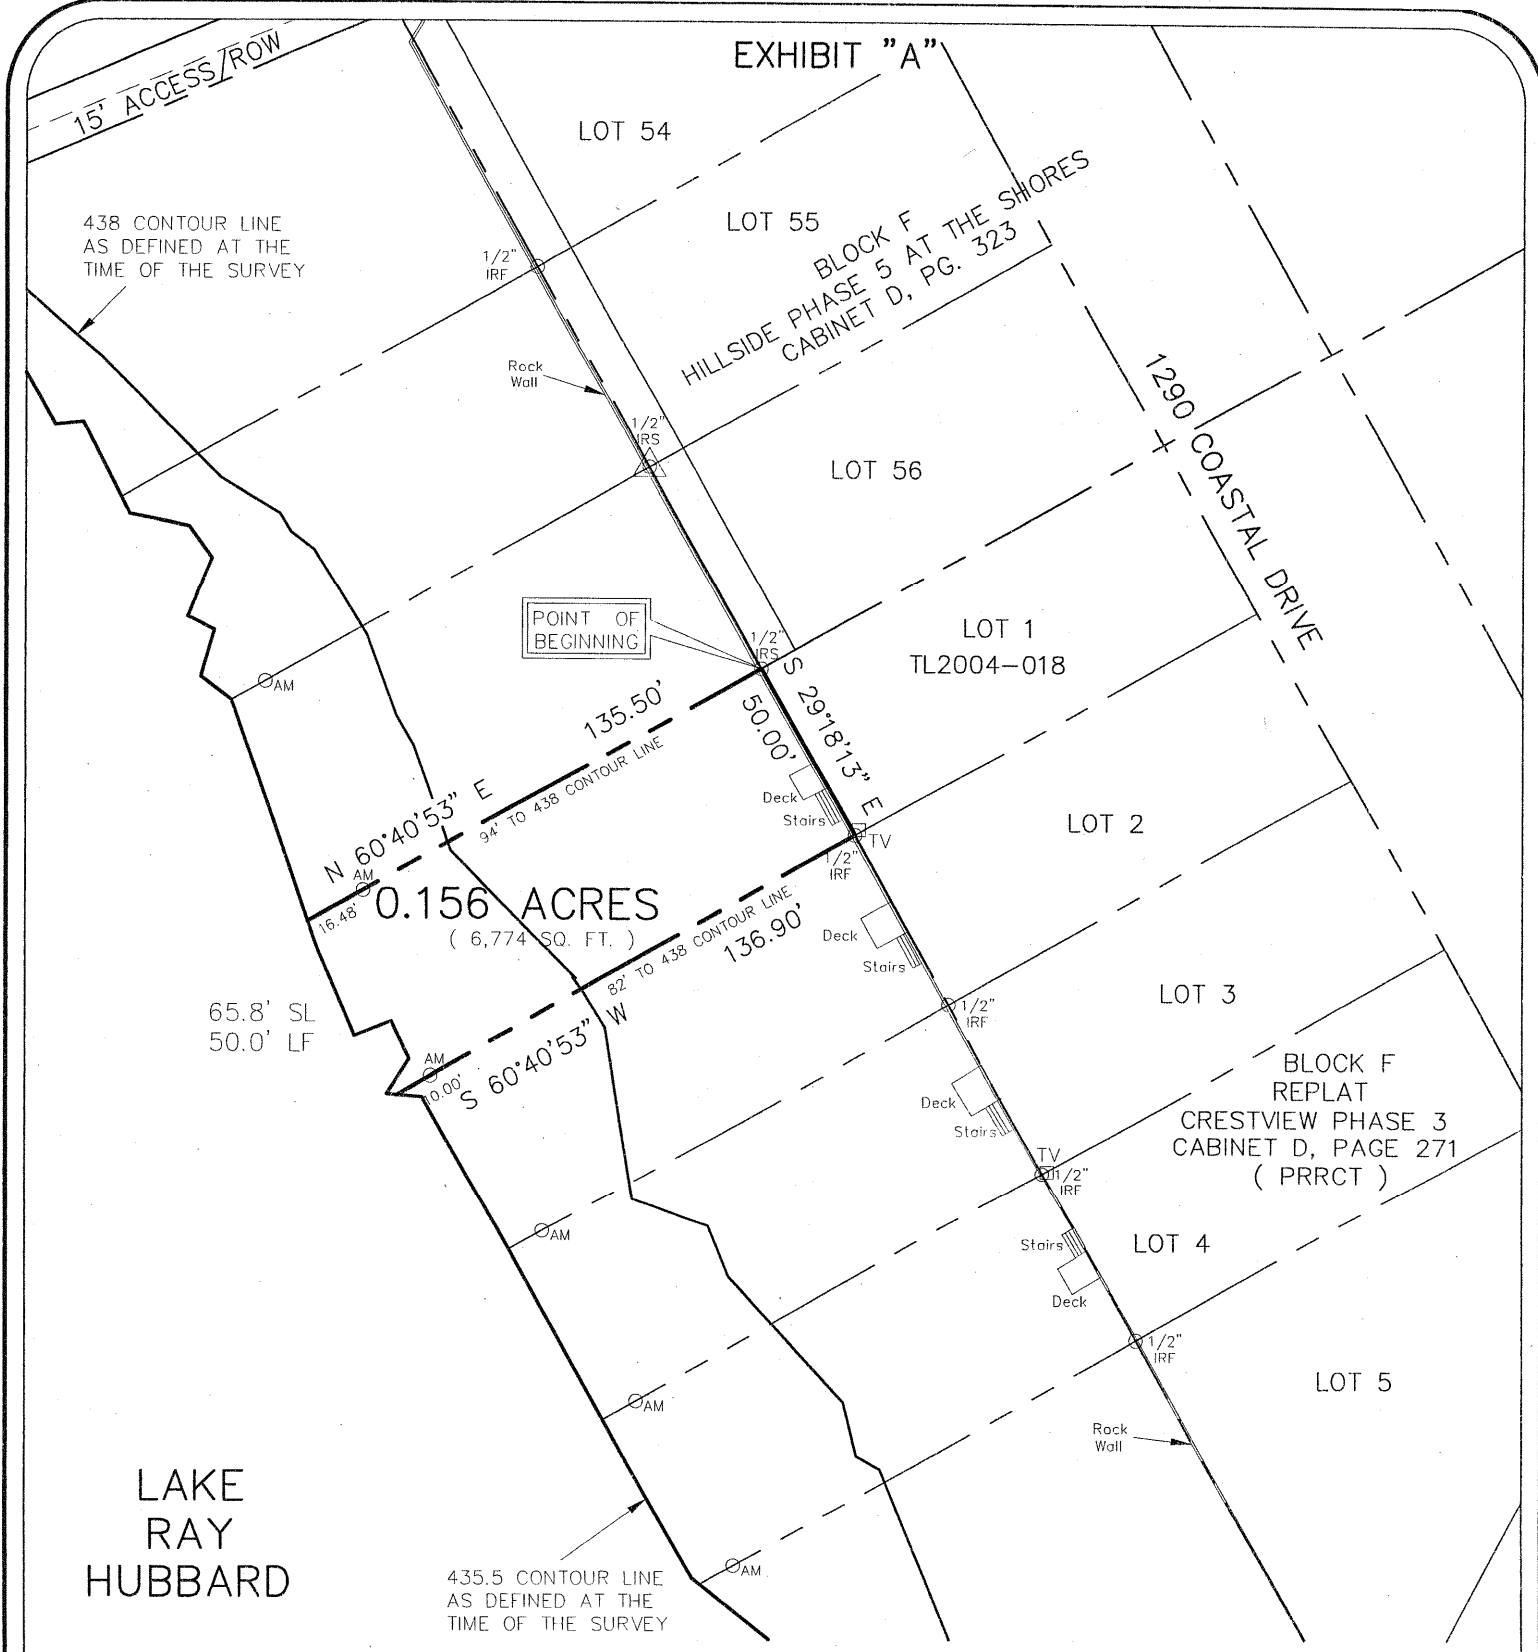 EXHIBIT "A"
15' ACCESS/ROW
LOT 54
438 CONTOUR LINE
AS DEFINED AT THE
TIME OF THE SURVEY
LOT 55
BLOCK F
HILLSIDE PHASE 5 AT THE SHORES
CABINET D, PG. 323
1/2"
IRF
Rock
Wall
1/2"
IRS
LOT 56
1290 COASTAL DRIVE
POINT OF
BEGINNING
1/2"
IRS
LOT 1
TL2004-018
AM
S 29°18'13" E
50.00'
135.50'
N 60°40'53" E
94' TO 438 CONTOUR LINE
Deck
Stairs
TV
1/2"
IRF
LOT 2
AM
16.48'
0.156 ACRES
( 6,774 SQ. FT. )
82' TO 438 CONTOUR LINE
136.90'
Deck
Stairs
65.8' SL
50.0' LF
S 60°40'53" W
AM
10.00'
1/2"
IRF
LOT 3
BLOCK F
REPLAT
CRESTVIEW PHASE 3
CABINET D, PAGE 271
( PRRCT )
Deck
Stairs
TV
1/2"
IRF
AM
Stairs
Deck
LOT 4
1/2"
IRF
LOT 5
AM
Rock
Wall
LAKE
RAY
HUBBARD
AM
435.5 CONTOUR LINE
AS DEFINED AT THE
TIME OF THE SURVEY